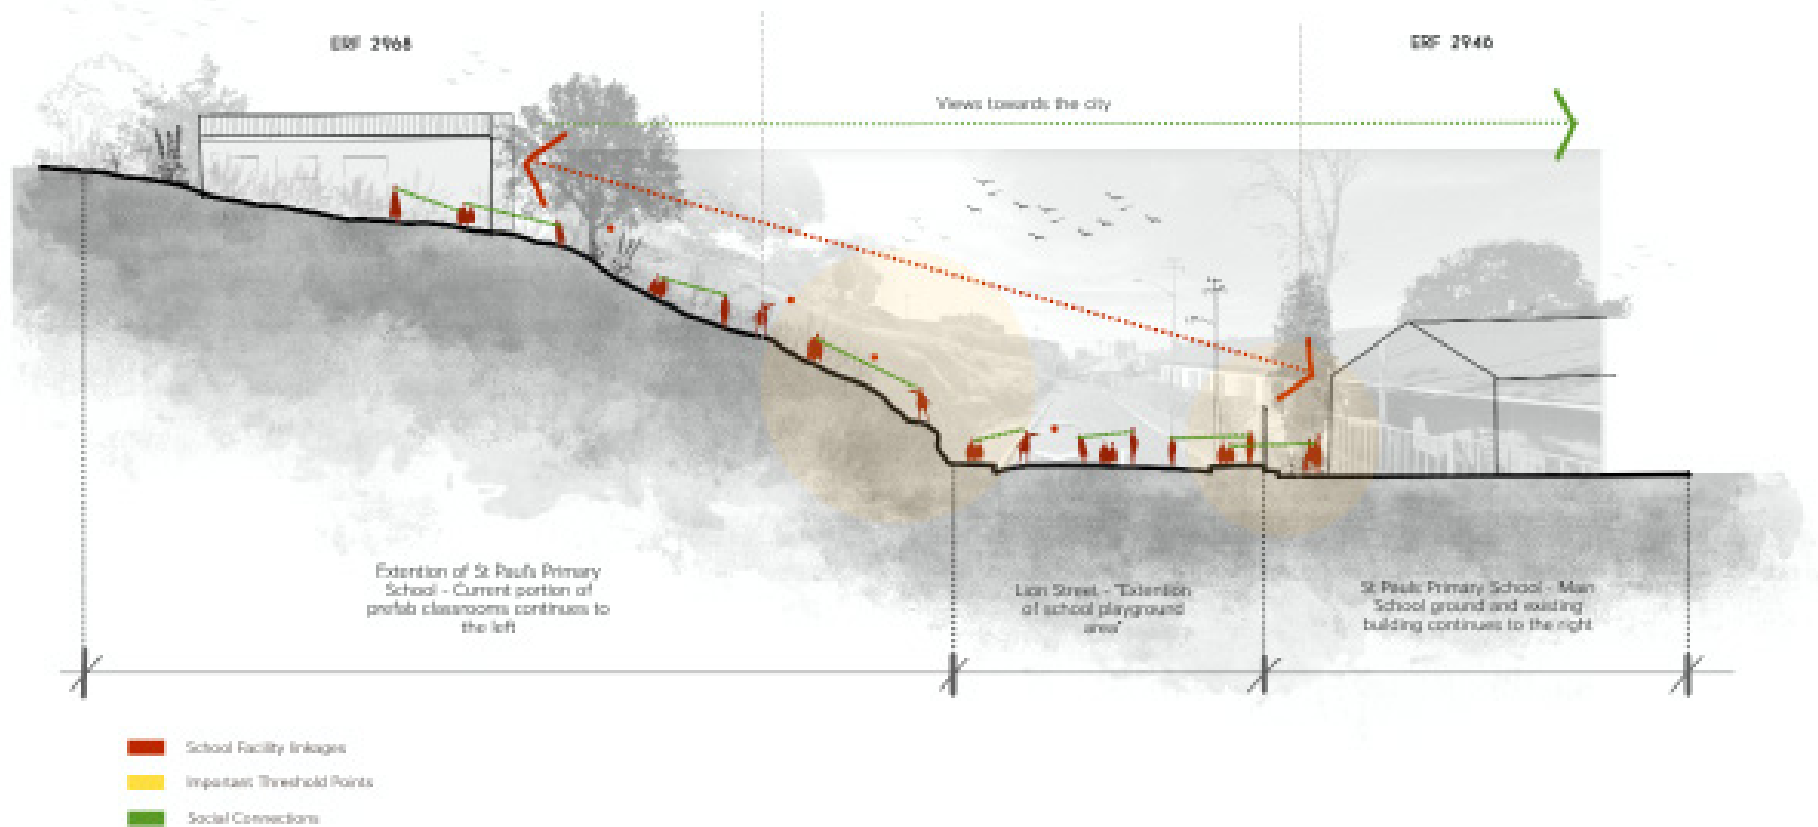 ERF 2968
ERF 2946
Views towards the city
Extention of St Paul's Primary
School - Current portion of
prefab classrooms continues to
the left
Lion Street - "Extention
of school playground
area"
St Pauls Primary School - Main
School ground and existing
building continues to the right
School Facility linkages
Important Threshold Points
Social Connections